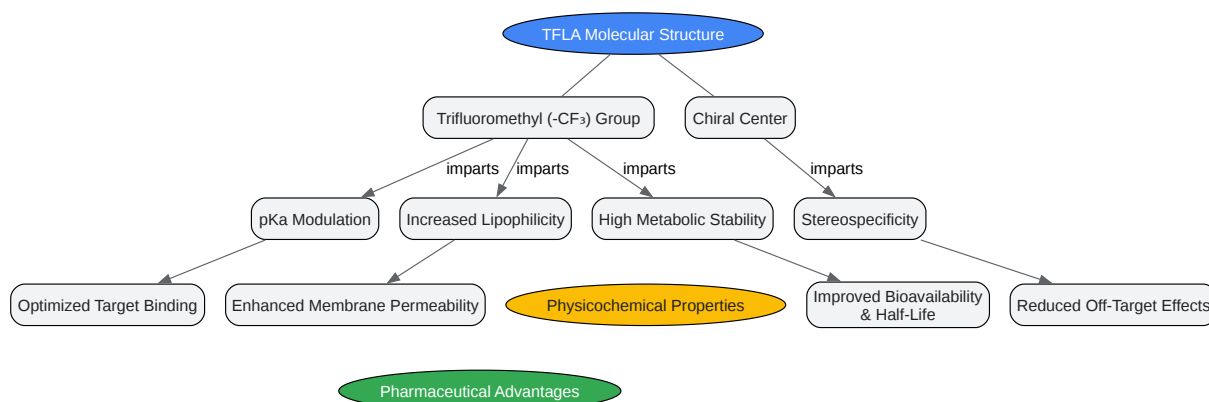 TFLA Molecular Structure
Trifluoromethyl (-CF₃) Group
Chiral Center
imparts
imparts
imparts
imparts
pKa Modulation
Increased Lipophilicity
High Metabolic Stability
Stereospecificity
Optimized Target Binding
Enhanced Membrane Permeability
Physicochemical Properties
Improved Bioavailability
& Half-Life
Reduced Off-Target Effects
Pharmaceutical Advantages